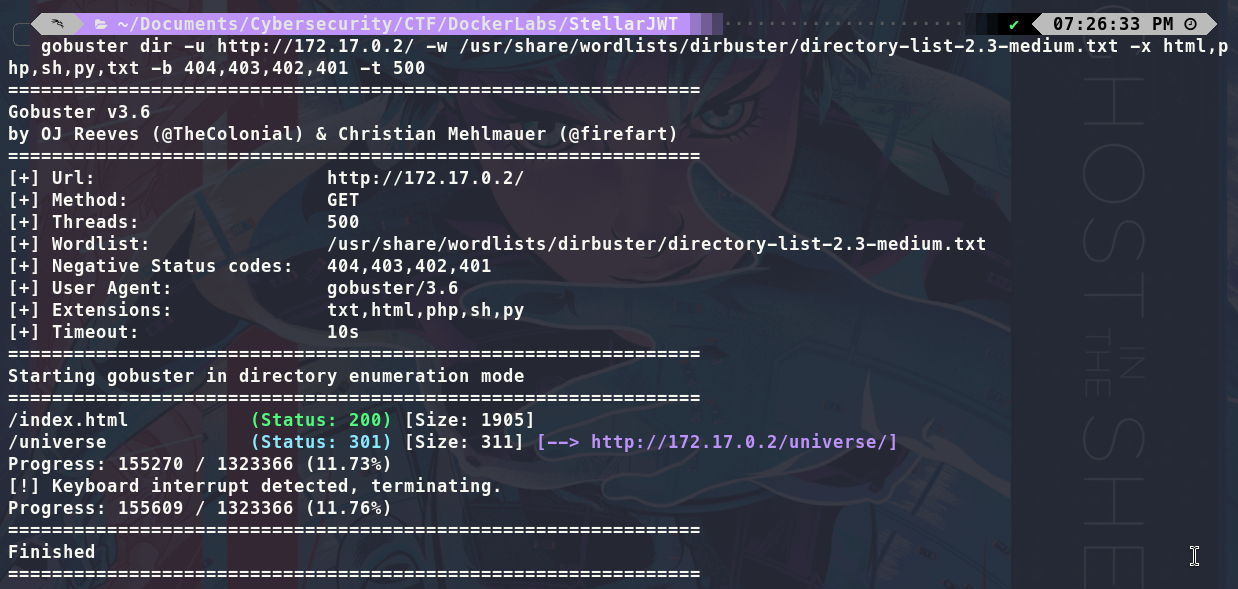 ~/Documents/Cybersecurity/CTF/DockerLabs/StellarJWT ✔ 07:26:33 PM
gobuster dir -u http://172.17.0.2/ -w /usr/share/wordlists/dirbuster/directory-list-2.3-medium.txt -x html,p
hp,sh,py,txt -b 404,403,402,401 -t 500
===============================================================
Gobuster v3.6
by OJ Reeves (@TheColonial) & Christian Mehlmauer (@firefart)
===============================================================
[+] Url:                     http://172.17.0.2/
[+] Method:                  GET
[+] Threads:                 500
[+] Wordlist:                /usr/share/wordlists/dirbuster/directory-list-2.3-medium.txt
[+] Negative Status codes:   404,403,402,401
[+] User Agent:              gobuster/3.6
[+] Extensions:              txt,html,php,sh,py
[+] Timeout:                 10s
===============================================================
Starting gobuster in directory enumeration mode
===============================================================
/index.html           (Status: 200) [Size: 1905]
/universe             (Status: 301) [Size: 311] [--> http://172.17.0.2/universe/]
Progress: 155270 / 1323366 (11.73%)
[!] Keyboard interrupt detected, terminating.
Progress: 155609 / 1323366 (11.76%)
===============================================================
Finished
===============================================================
GHOST
IN
THE
SHE